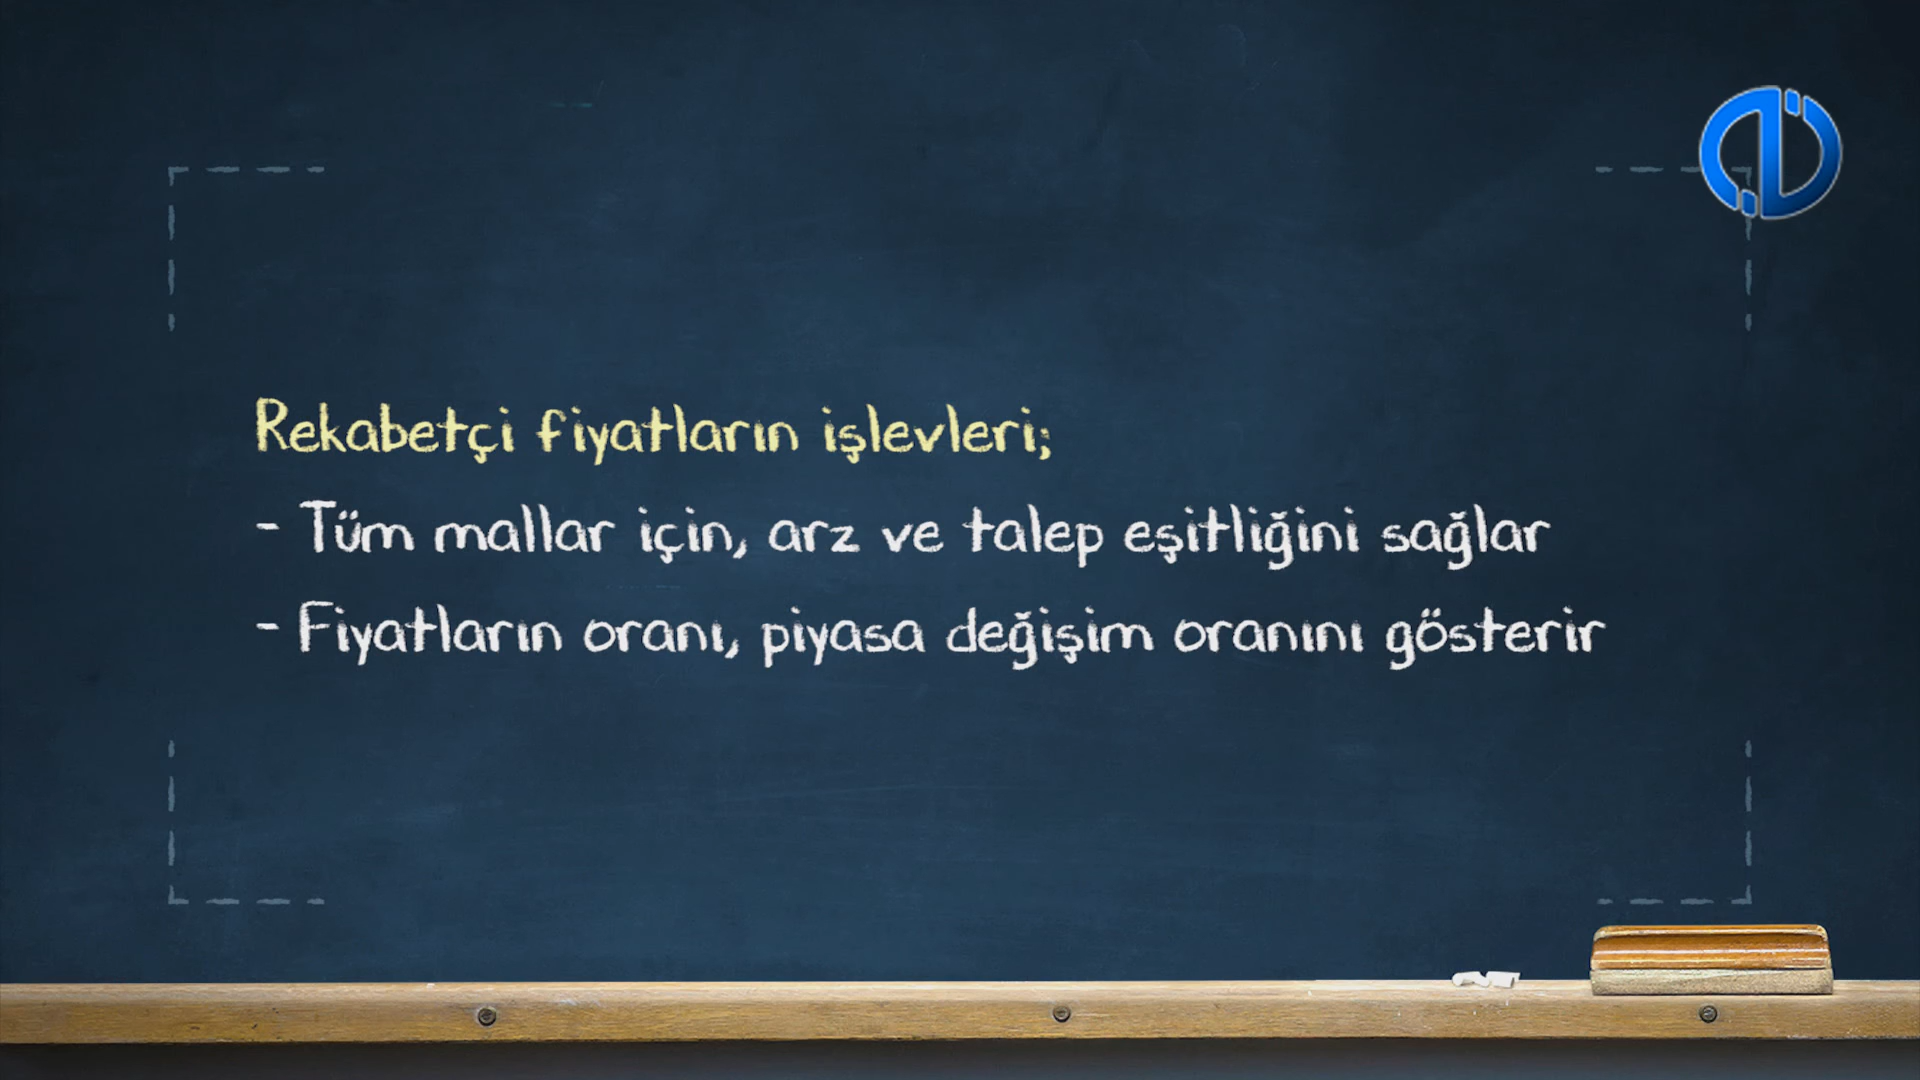 Rekabetçi fiyatların işlevleri;
- Tüm mallar için, arz ve talep eşitliğini sağlar
- Fiyatların oranı, piyasa değişim oranını gösterir